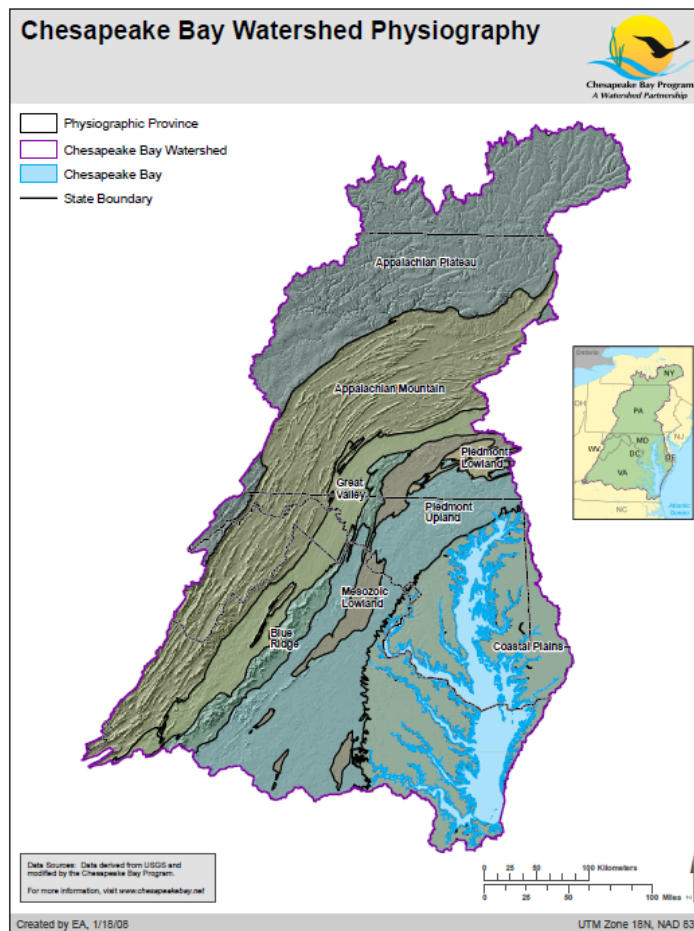 Chesapeake Bay Watershed Physiography
Chesapeake Bay Program
A Watershed Partnership
Physiographic Province
Chesapeake Bay Watershed
Chesapeake Bay
State Boundary
Appalachian Plateau
Appalachian Mountain
Piedmont
Lowland
Great
Valley
Piedmont
Upland
Mesozoic
Lowland
Blue
Ridge
Coastal Plains
Ontario
NY
PA
OH
NJ
MD
WV
DC
DE
VA
NC
Atlantic
Ocean
Data Sources: Data derived from USGS and
modified by the Chesapeake Bay Program.
For more information, visit www.chesapeakebay.net
0 25 50 100 Kilometers
0 25 50 100 Miles
N
Created by EA, 1/18/08
UTM Zone 18N, NAD 83